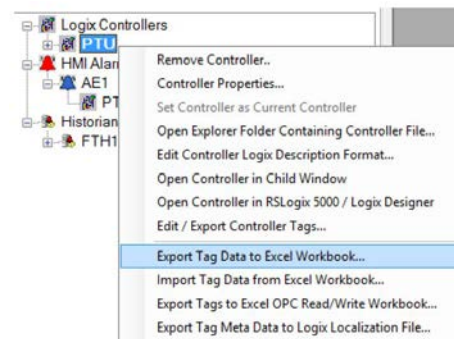 Logix Controllers
PTU
HMI Alar
AE1
PT
Historian
FTH1
Remove Controller..
Controller Properties...
Set Controller as Current Controller
Open Explorer Folder Containing Controller File...
Edit Controller Logix Description Format...
Open Controller in Child Window
Open Controller in RSLogix 5000 / Logix Designer
Edit / Export Controller Tags...
Export Tag Data to Excel Workbook...
Import Tag Data from Excel Workbook...
Export Tags to Excel OPC Read/Write Workbook...
Export Tag Meta Data to Logix Localization File...